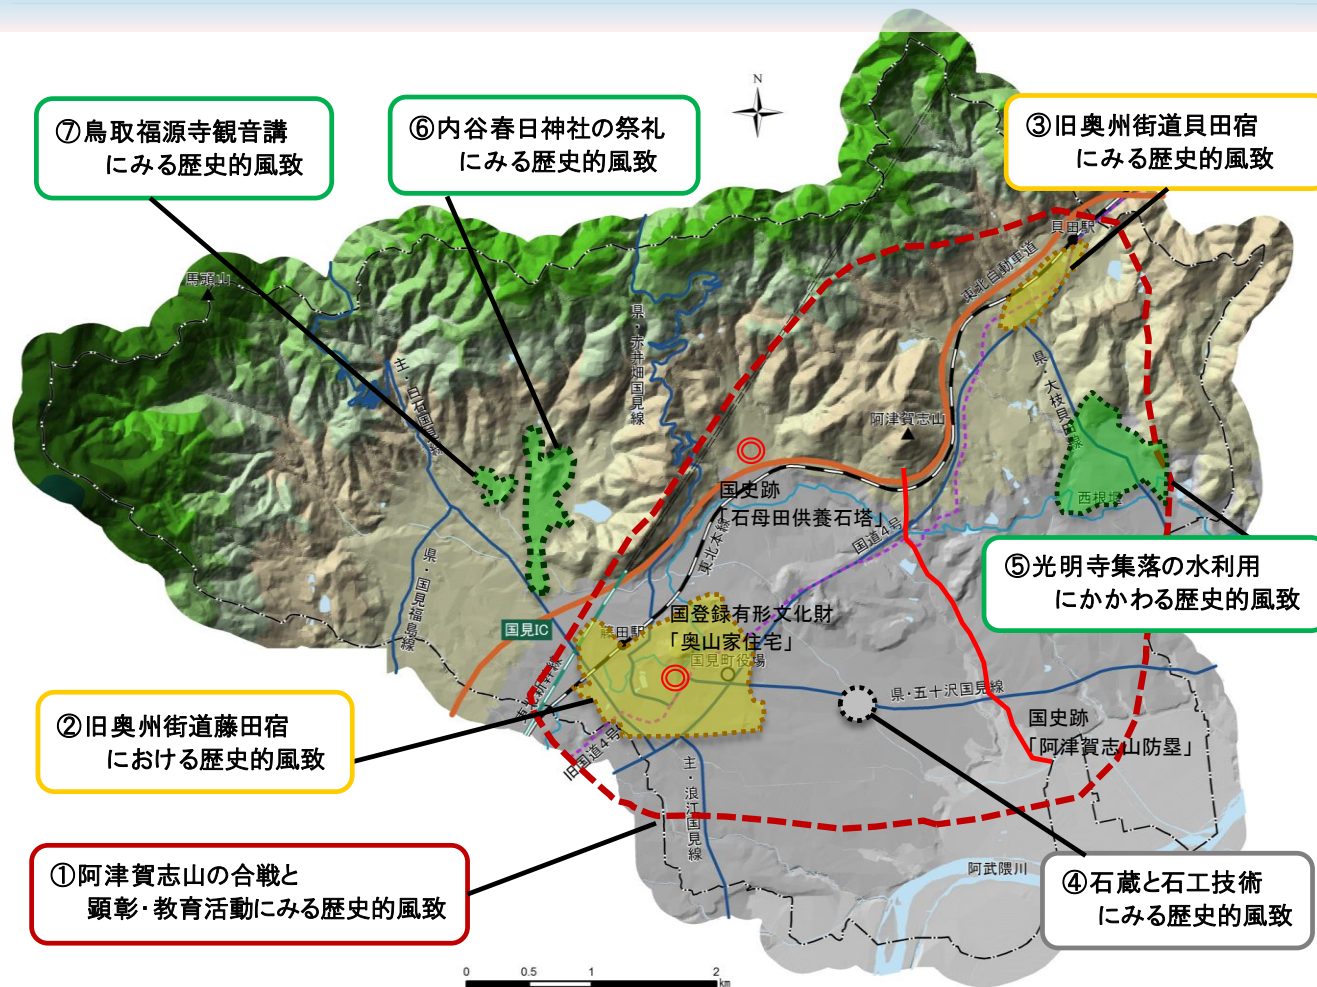 N
⑦鳥取福源寺観音講
にみる歴史的風致
⑥内谷春日神社の祭礼
にみる歴史的風致
③旧奥州街道貝田宿
にみる歴史的風致
貝田駅
東北自動車道
馬頭山
県・赤井畑国見線
主・白石国見線
県・大枝貝田線
阿津賀志山
国史跡
「石母田供養石塔」
西根堰
東北本線
国道4号
⑤光明寺集落の水利用
にかかわる歴史的風致
県・国見福島線
国見IC
藤田駅
国登録有形文化財
「奥山家住宅」
国見町役場
東北新幹線
県・五十沢国見線
②旧奥州街道藤田宿
における歴史的風致
国史跡
「阿津賀志山防塁」
旧国道4号
主・浪江国見線
①阿津賀志山の合戦と
顕彰・教育活動にみる歴史的風致
阿武隈川
④石蔵と石工技術
にみる歴史的風致
0 0.5 1 2
km